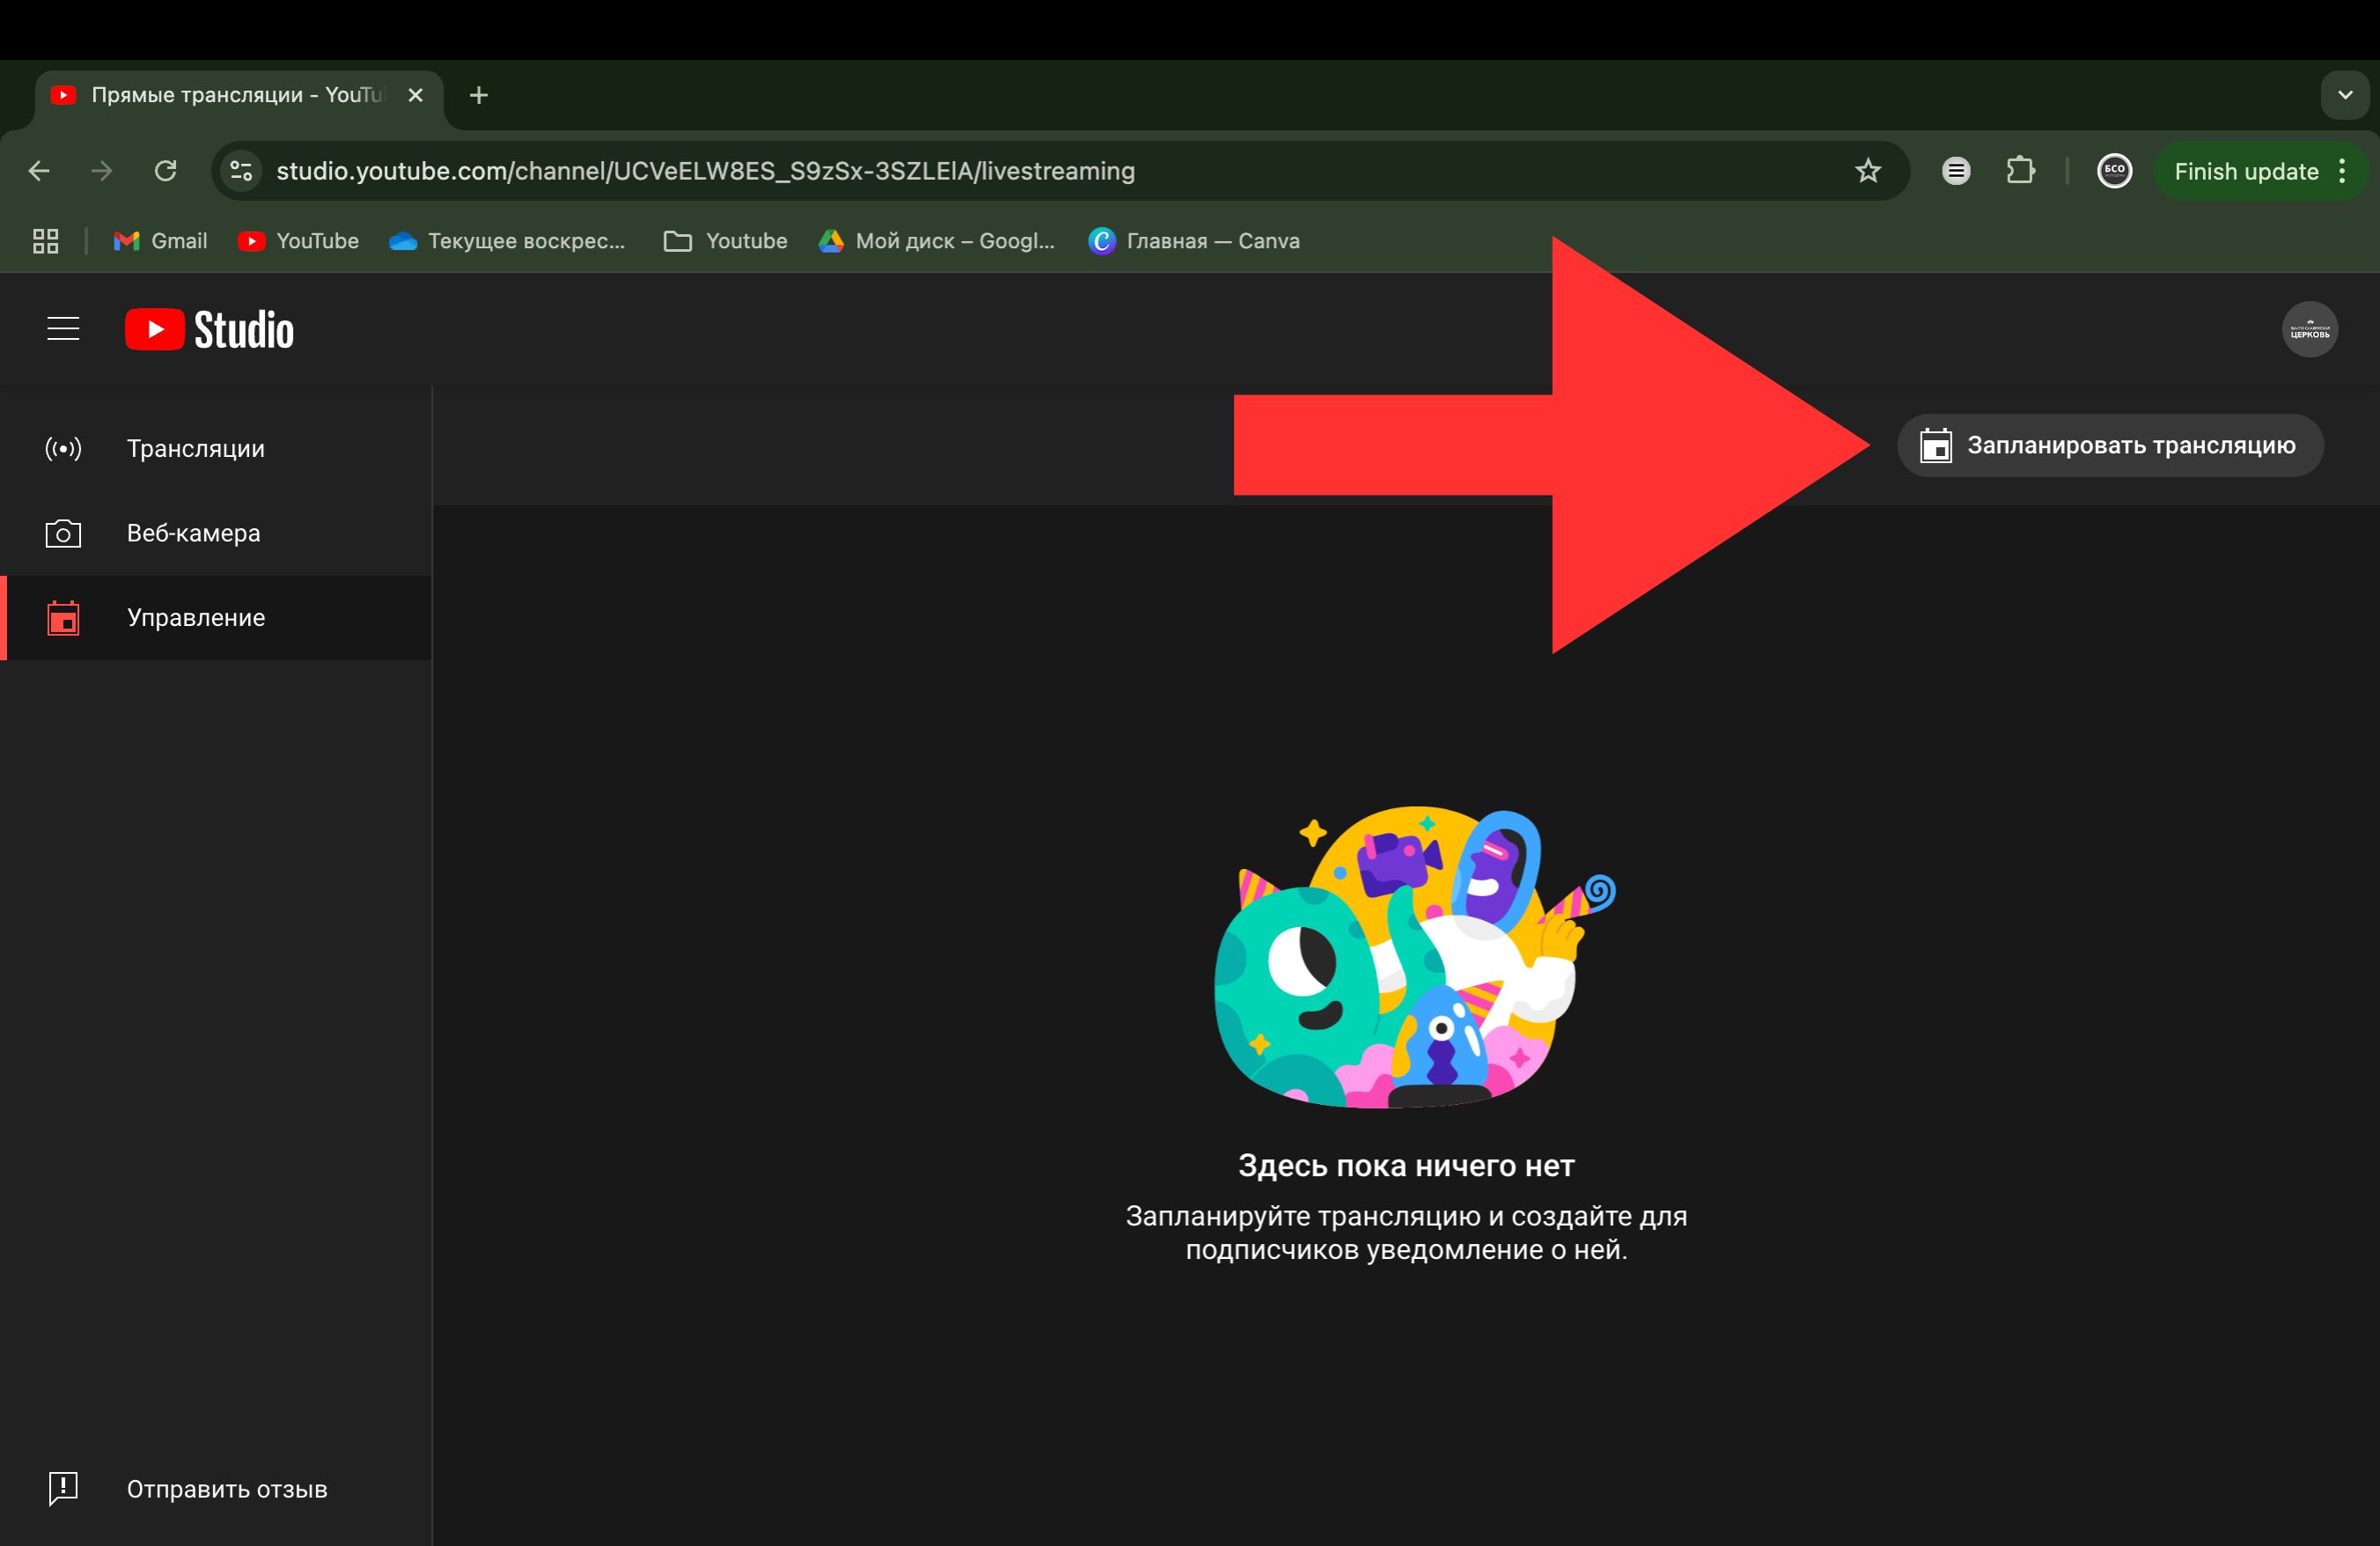 Прямые трансляции - YouTu
studio.youtube.com/channel/UCVeELW8ES_S9zSx-3SZLElA/livestreaming
БСО
Finish update
Gmail
YouTube
Текущее воскрес...
Youtube
Мой диск – Googl...
Главная — Canva
Studio
ЦЕРКОВЬ
Трансляции
Запланировать трансляцию
Веб-камера
Управление
Здесь пока ничего нет
Запланируйте трансляцию и создайте для
подписчиков уведомление о ней.
Отправить отзыв